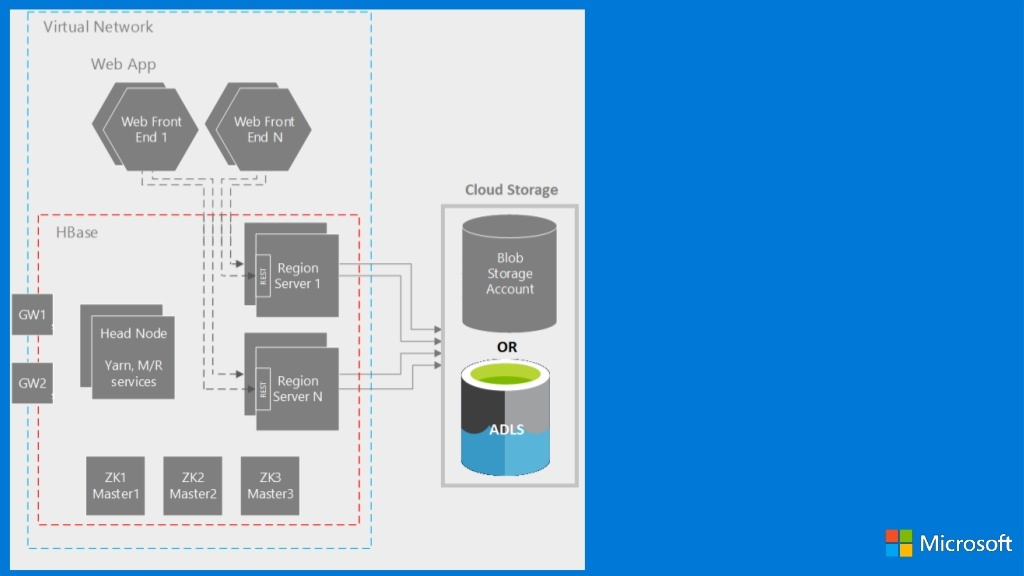 Virtual Network
Web App
Web Front
End 1
Web Front
End N
HBase
GW1
GW2
Head Node
Yarn, M/R
services
REST
Region
Server 1
REST
Region
Server N
ZK1
Master1
ZK2
Master2
ZK3
Master3
Cloud Storage
Blob
Storage
Account
OR
ADLS
Microsoft